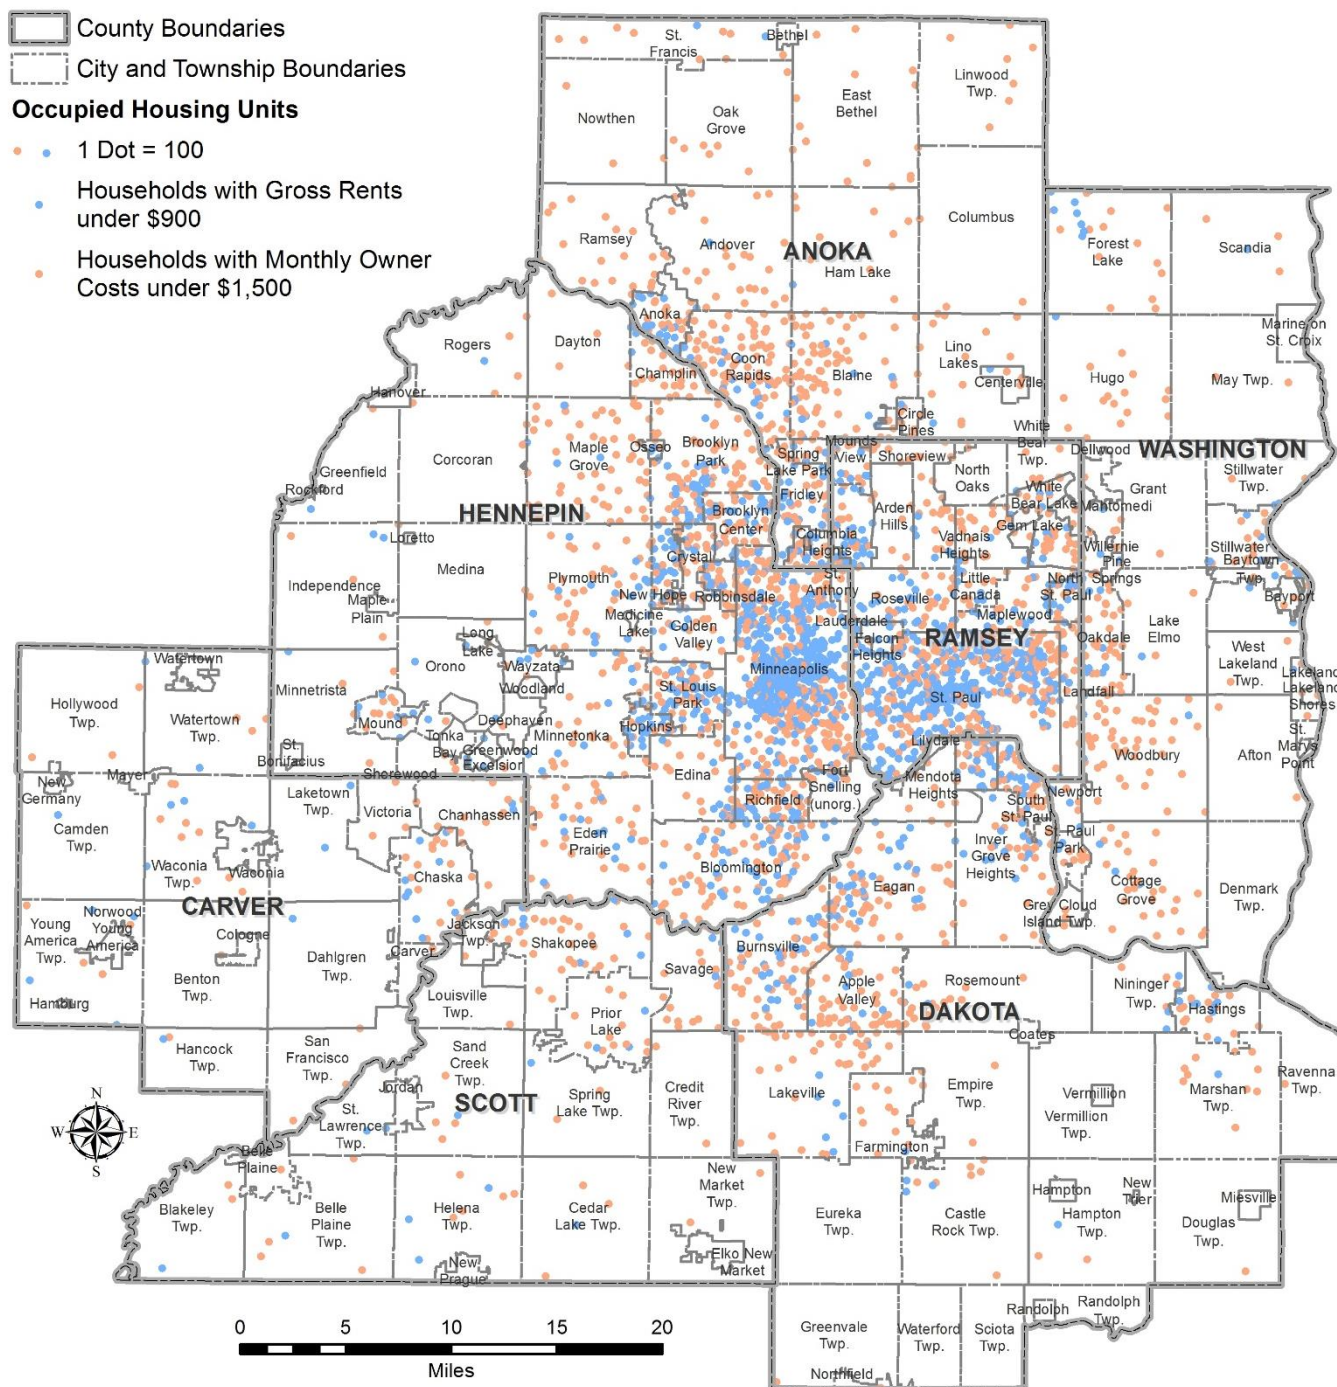 County Boundaries
City and Township Boundaries
Occupied Housing Units
1 Dot = 100
Households with Gross Rents
under $900
Households with Monthly Owner
Costs under $1,500
St.
Francis
Bethel
Linwood
Twp.
Nowthen
Oak
Grove
East
Bethel
Columbus
Ramsey
Andover
ANOKA
Ham Lake
Forest
Lake
Scandia
Anoka
Marine on
St. Croix
Rogers
Dayton
Champlin
Coon
Rapids
Blaine
Lino
Lakes
Centerville
Hugo
May Twp.
Hanover
Circle
Pines
White
Bear
Twp.
Corcoran
Maple
Grove
Osseo
Brooklyn
Park
Spring
Lake Park
Mounds
View
Shoreview
Dellwood
WASHINGTON
Greenfield
Rockford
North
Oaks
White
Bear Lake
Grant
Stillwater
Twp.
HENNEPIN
Fridley
Arden
Hills
Gem Lake
Mahtomedi
Brooklyn
Center
Loretto
Columbia
Heights
Vadnais
Heights
Willernie
Pine
Springs
Stillwater
Baytown
Twp.
Medina
Crystal
Plymouth
New Hope
Robbinsdale
St.
Anthony
Roseville
Little
Canada
North
St. Paul
Bayport
Independence
Maple
Plain
Medicine
Lake
Golden
Valley
Lauderdale
Maplewood
Lake
Elmo
Long
Lake
Falcon
Heights
RAMSEY
Oakdale
West
Lakeland
Twp.
Orono
Wayzata
Woodland
Minneapolis
Watertown
Hollywood
Twp.
Watertown
Twp.
Minnetrista
St. Louis
Park
St. Paul
Landfall
Lakeland
Lakeland
Shores
Mound
Deephaven
Minnetonka
Hopkins
Tonka
Bay
Greenwood
Excelsior
Lilydale
Woodbury
Afton
St.
Marys
Point
St.
Bonifacius
Shorewood
Edina
Fort
Snelling
(unorg.)
Mendota
Heights
New
Germany
Mayer
Laketown
Twp.
Victoria
Chanhassen
Richfield
South
St. Paul
Newport
St. Paul
Park
Camden
Twp.
Eden
Prairie
Bloomington
Inver
Grove
Heights
Waconia
Twp.
Waconia
Chaska
Eagan
Cottage
Grove
Denmark
Twp.
CARVER
Grey Cloud
Island Twp.
Young
America
Twp.
Norwood
Young
America
Cologne
Jackson
Twp.
Shakopee
Burnsville
Carver
Dahlgren
Twp.
Savage
Benton
Twp.
Apple
Valley
Rosemount
Nininger
Twp.
Hamburg
Louisville
Twp.
Prior
Lake
DAKOTA
Hastings
Coates
Hancock
Twp.
San
Francisco
Twp.
Sand
Creek
Twp.
Jordan
SCOTT
Spring
Lake Twp.
Credit
River
Twp.
Lakeville
Empire
Twp.
Vermillion
Vermillion
Twp.
Marshan
Twp.
Ravenna
Twp.
N
W
E
S
St.
Lawrence
Twp.
Farmington
Belle
Plaine
New
Market
Twp.
Hampton
New
Trier
Miesville
Blakeley
Twp.
Belle
Plaine
Twp.
Helena
Twp.
Cedar
Lake Twp.
Eureka
Twp.
Castle
Rock Twp.
Hampton
Twp.
Douglas
Twp.
Elko New
Market
New
Prague
Randolph
Randolph
Twp.
Greenvale
Twp.
Waterford
Twp.
Sciota
Twp.
Northfield
0
5
10
15
20
Miles